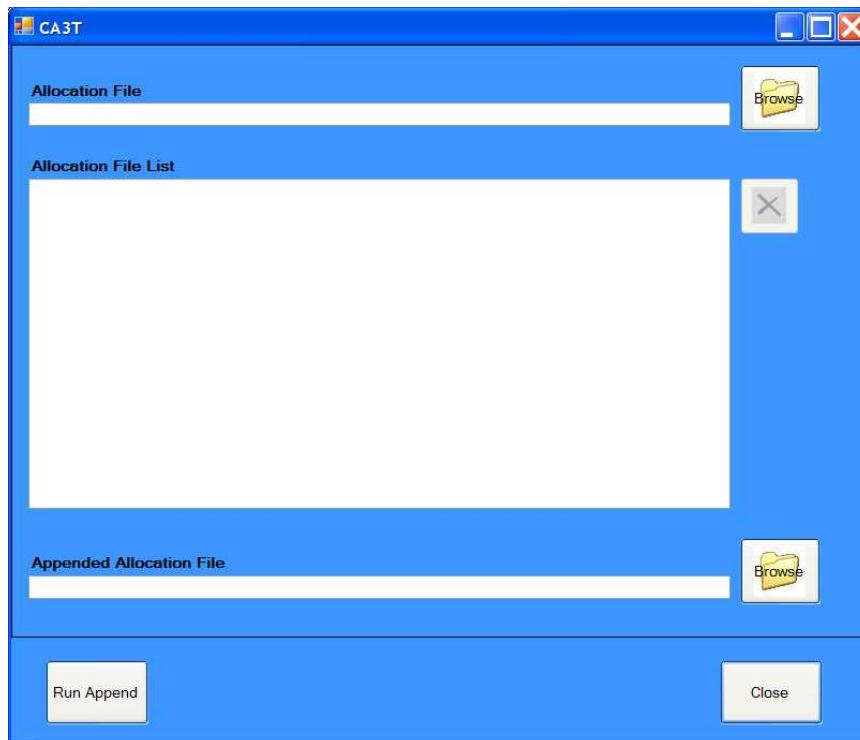 CA3T
Allocation File
Browse
Allocation File List
Appended Allocation File
Browse
Run Append
Close